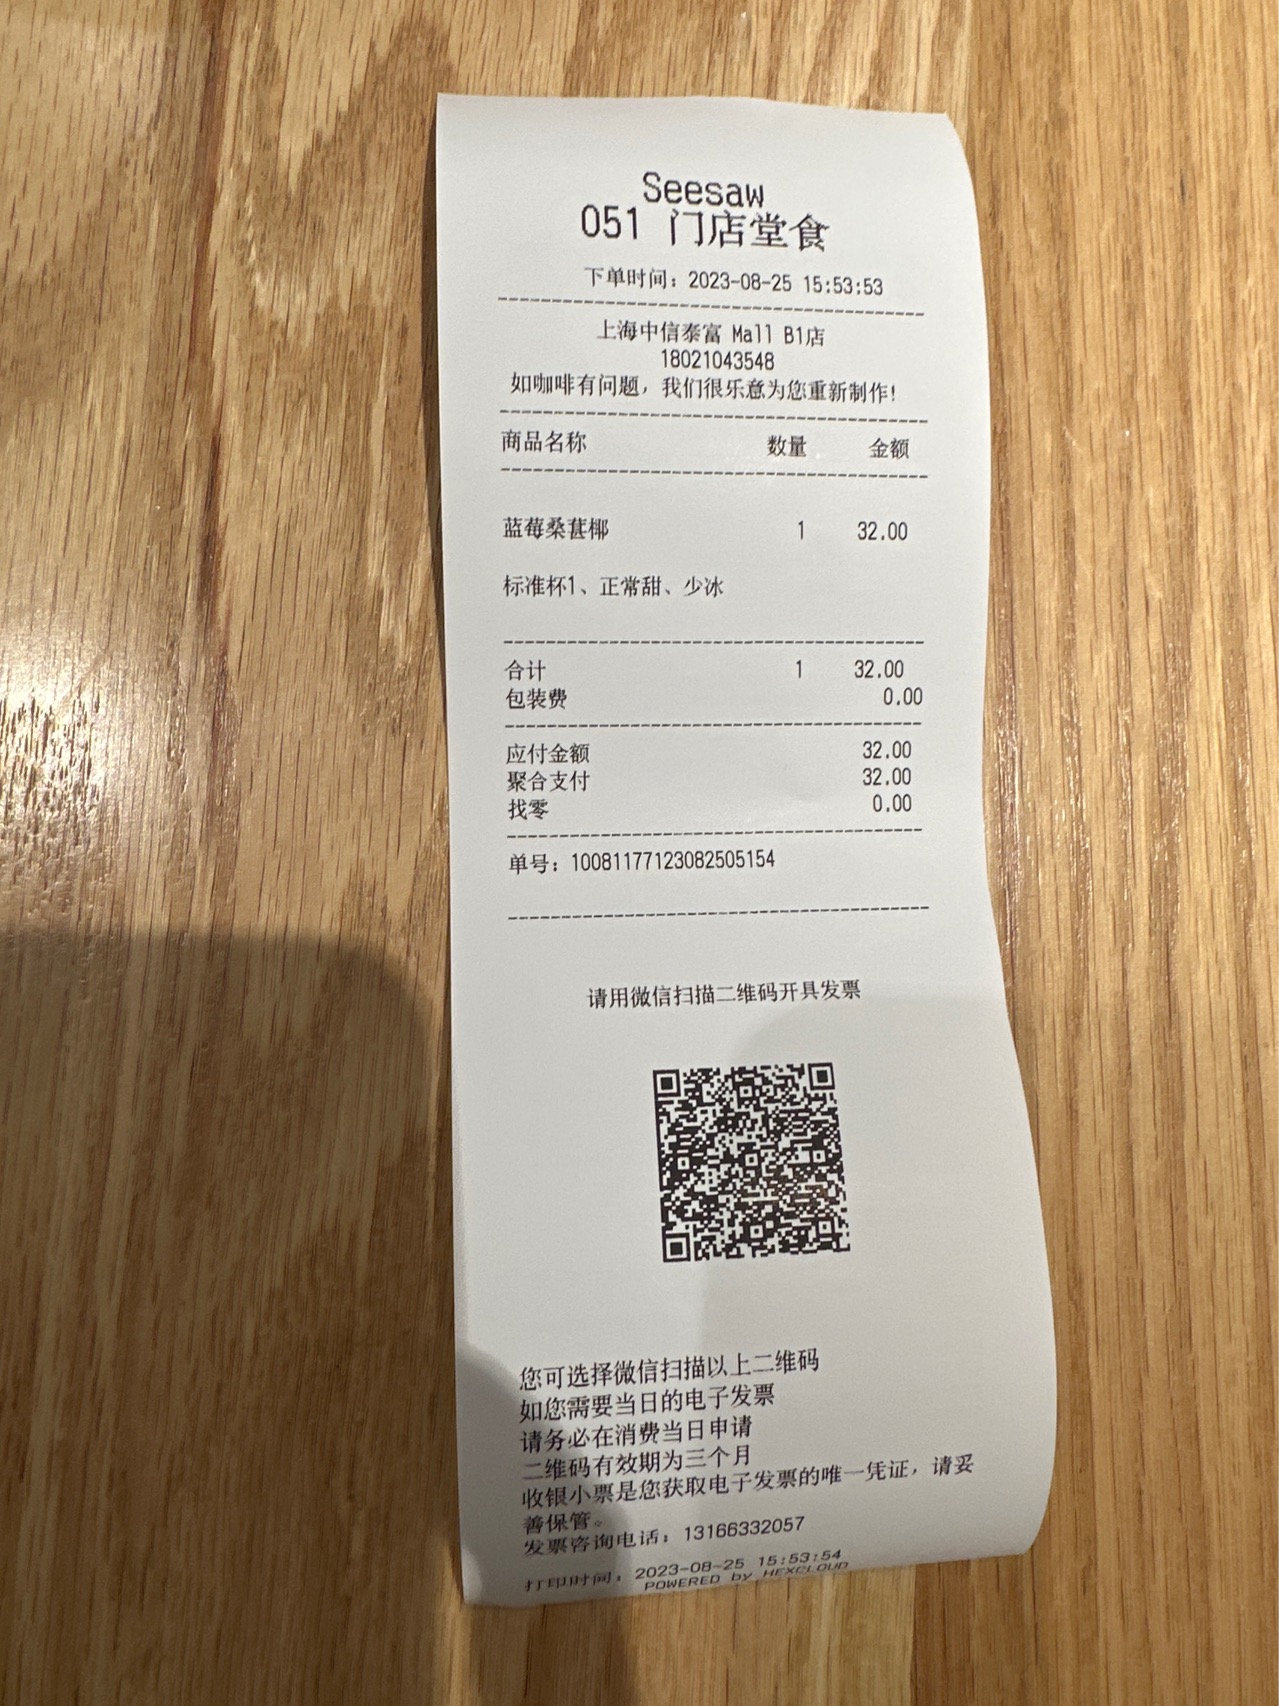 Seesaw
051 门店堂食
下单时间：2023-08-25 15:53:53
上海中信泰富 Mall B1店
18021043548
如咖啡有问题，我们很乐意为您重新制作！
商品名称 数量 金额
蓝莓桑葚椰 1 32.00
标准杯1、正常甜、少冰
合计 1 32.00
包装费 0.00
应付金额 32.00
聚合支付 32.00
找零 0.00
单号：10081177123082505154
请用微信扫描二维码开具发票
您可选择微信扫描以上二维码
如您需要当日的电子发票
请务必在消费当日申请
二维码有效期为三个月
收银小票是您获取电子发票的唯一凭证，请妥
善保管。
发票咨询电话：13166332057
打印时间：2023-08-25 15:53:54
POWERED by HEXCLOUD